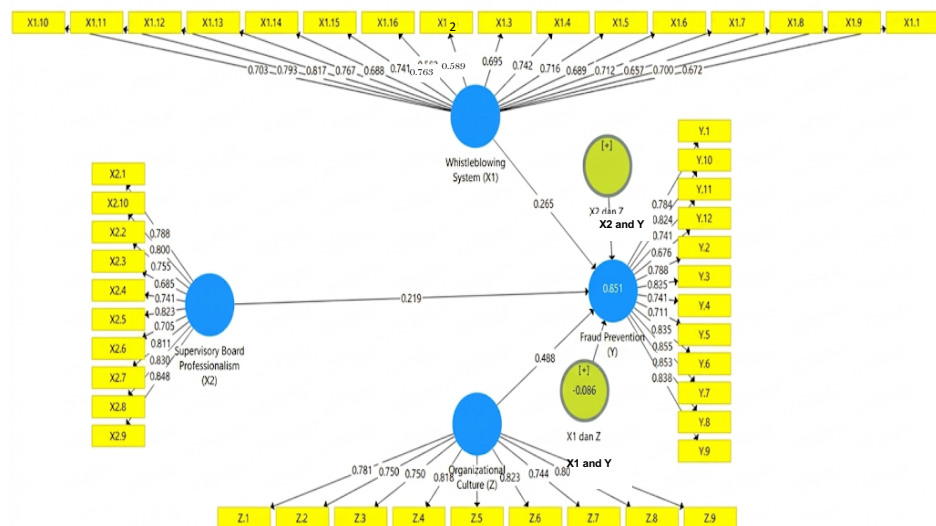 X1.10 X1.11 X1.12 X1.13 X1.14 X1.15 X1.16 X1 2 X1.3 X1.4 X1.5 X1.6 X1.7 X1.8 X1.9 X1.1
0.703 0.793 0.817 0.767 0.688 0.741 0.763 0.589 0.695 0.742 0.716 0.689 0.712 0.657 0.700 0.672
Whistleblowing
System (X1)
[+]
X2 dan Z
X2 and Y
0.265
X2.1
X2.10
X2.2
X2.3
X2.4
X2.5
X2.6
X2.7
X2.8
X2.9
0.788
0.800
0.755
0.685
0.741
0.823
0.705
0.811
0.830
0.848
Supervisory Board
Professionalism
(X2)
0.219
0.851
Fraud Prevention
(Y)
0.784
0.824
0.741
0.676
0.788
0.825
0.741
0.711
0.835
0.855
0.853
0.838
Y.1
Y.10
Y.11
Y.12
Y.2
Y.3
Y.4
Y.5
Y.6
Y.7
Y.8
Y.9
0.488
[+]
-0.086
X1 dan Z
X1 and Y
Organizational
Culture (Z)
0.781 0.750 0.750 0.818 0.823 0.744
Z.1 Z.2 Z.3 Z.4 Z.5 Z.6 Z.7 Z.8 Z.9